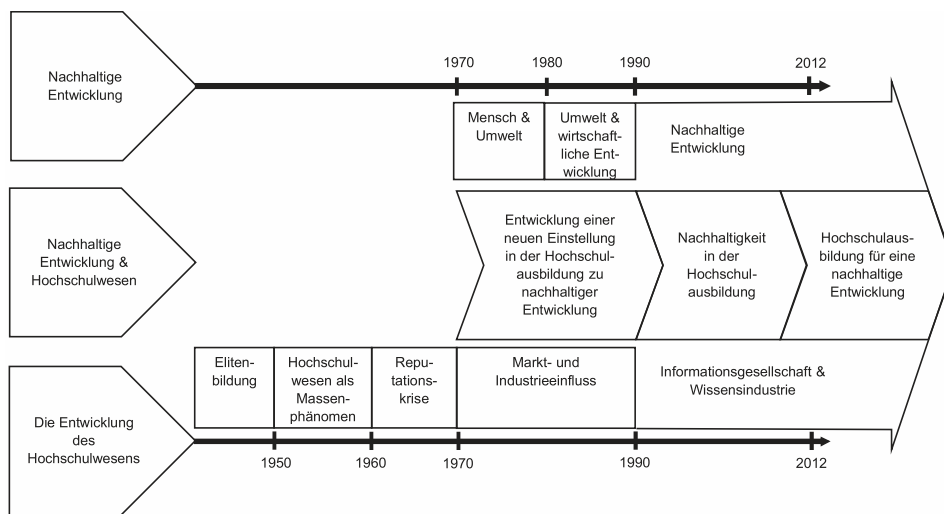 Nachhaltige
Entwicklung
1970
1980
1990
2012
Mensch &
Umwelt
Umwelt &
wirtschaft-
liche Ent-
wicklung
Nachhaltige
Entwicklung
Nachhaltige
Entwicklung &
Hochschulwesen
Entwicklung einer
neuen Einstellung
in der Hochschul-
ausbildung zu
nachhaltiger
Entwicklung
Nachhaltigkeit
in der
Hochschul-
ausbildung
Hochschulaus-
bildung für eine
nachhaltige
Entwicklung
Die Entwicklung
des
Hochschulwesens
Eliten-
bildung
Hochschul-
wesen als
Massen-
phänomen
Repu-
tations-
krise
Markt- und
Industrieeinfluss
Informationsgesellschaft &
Wissensindustrie
1950
1960
1970
1990
2012